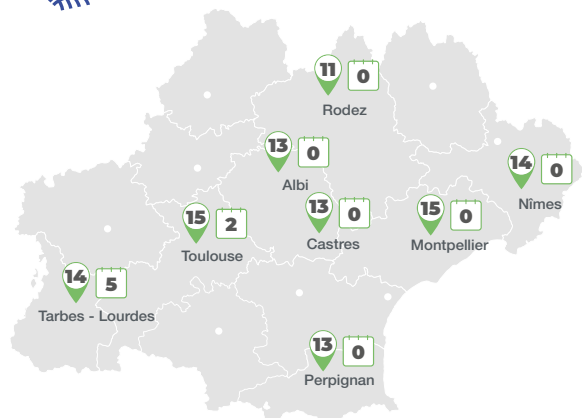 11 0
Rodez
13 0
Albi
14 0
Nîmes
13 0
Castres
15 0
Montpellier
15 2
Toulouse
14 5
Tarbes - Lourdes
13 0
Perpignan